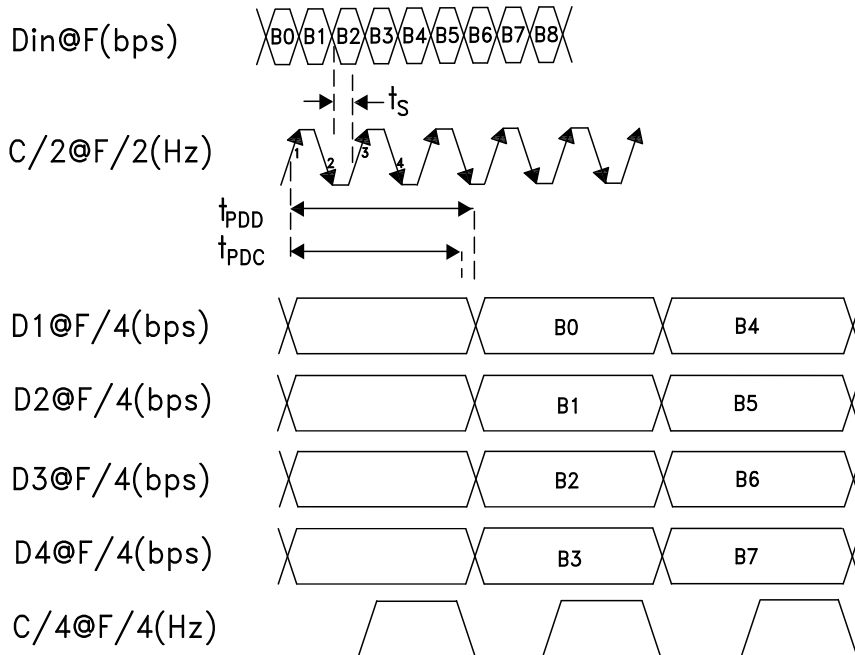 Din@F(bps) B0 B1 B2 B3 B4 B5 B6 B7 B8
tS
C/2@F/2(Hz) 1 2 3 4
tPDD
tPDC
D1@F/4(bps) B0 B4
D2@F/4(bps) B1 B5
D3@F/4(bps) B2 B6
D4@F/4(bps) B3 B7
C/4@F/4(Hz)